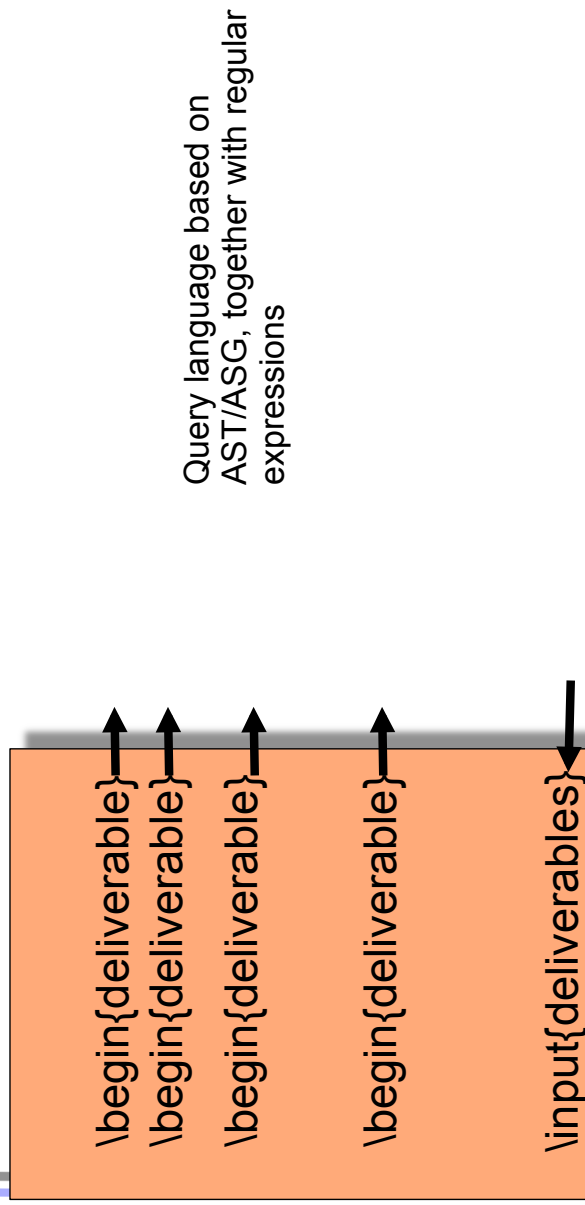 Query language based on
AST/ASG, together with regular
expressions
\begin{deliverable}
\begin{deliverable}
\begin{deliverable}
\begin{deliverable}
\input{deliverables}